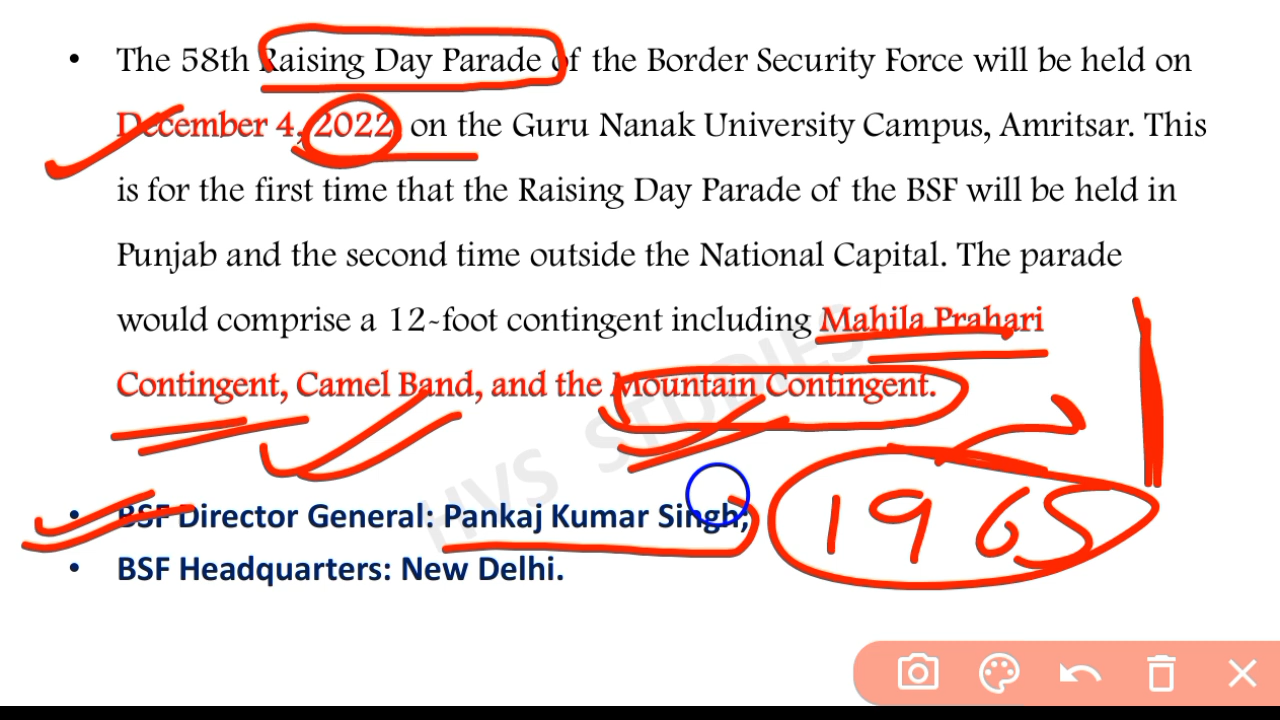 • The 58th Raising Day Parade of the Border Security Force will be held on
December 4, 2022, on the Guru Nanak University Campus, Amritsar. This
is for the first time that the Raising Day Parade of the BSF will be held in
Punjab and the second time outside the National Capital. The parade
would comprise a 12-foot contingent including Mahila Prahari
Contingent, Camel Band, and the Mountain Contingent.
HVS STUDIES
• BSF Director General: Pankaj Kumar Singh;
1965
• BSF Headquarters: New Delhi.